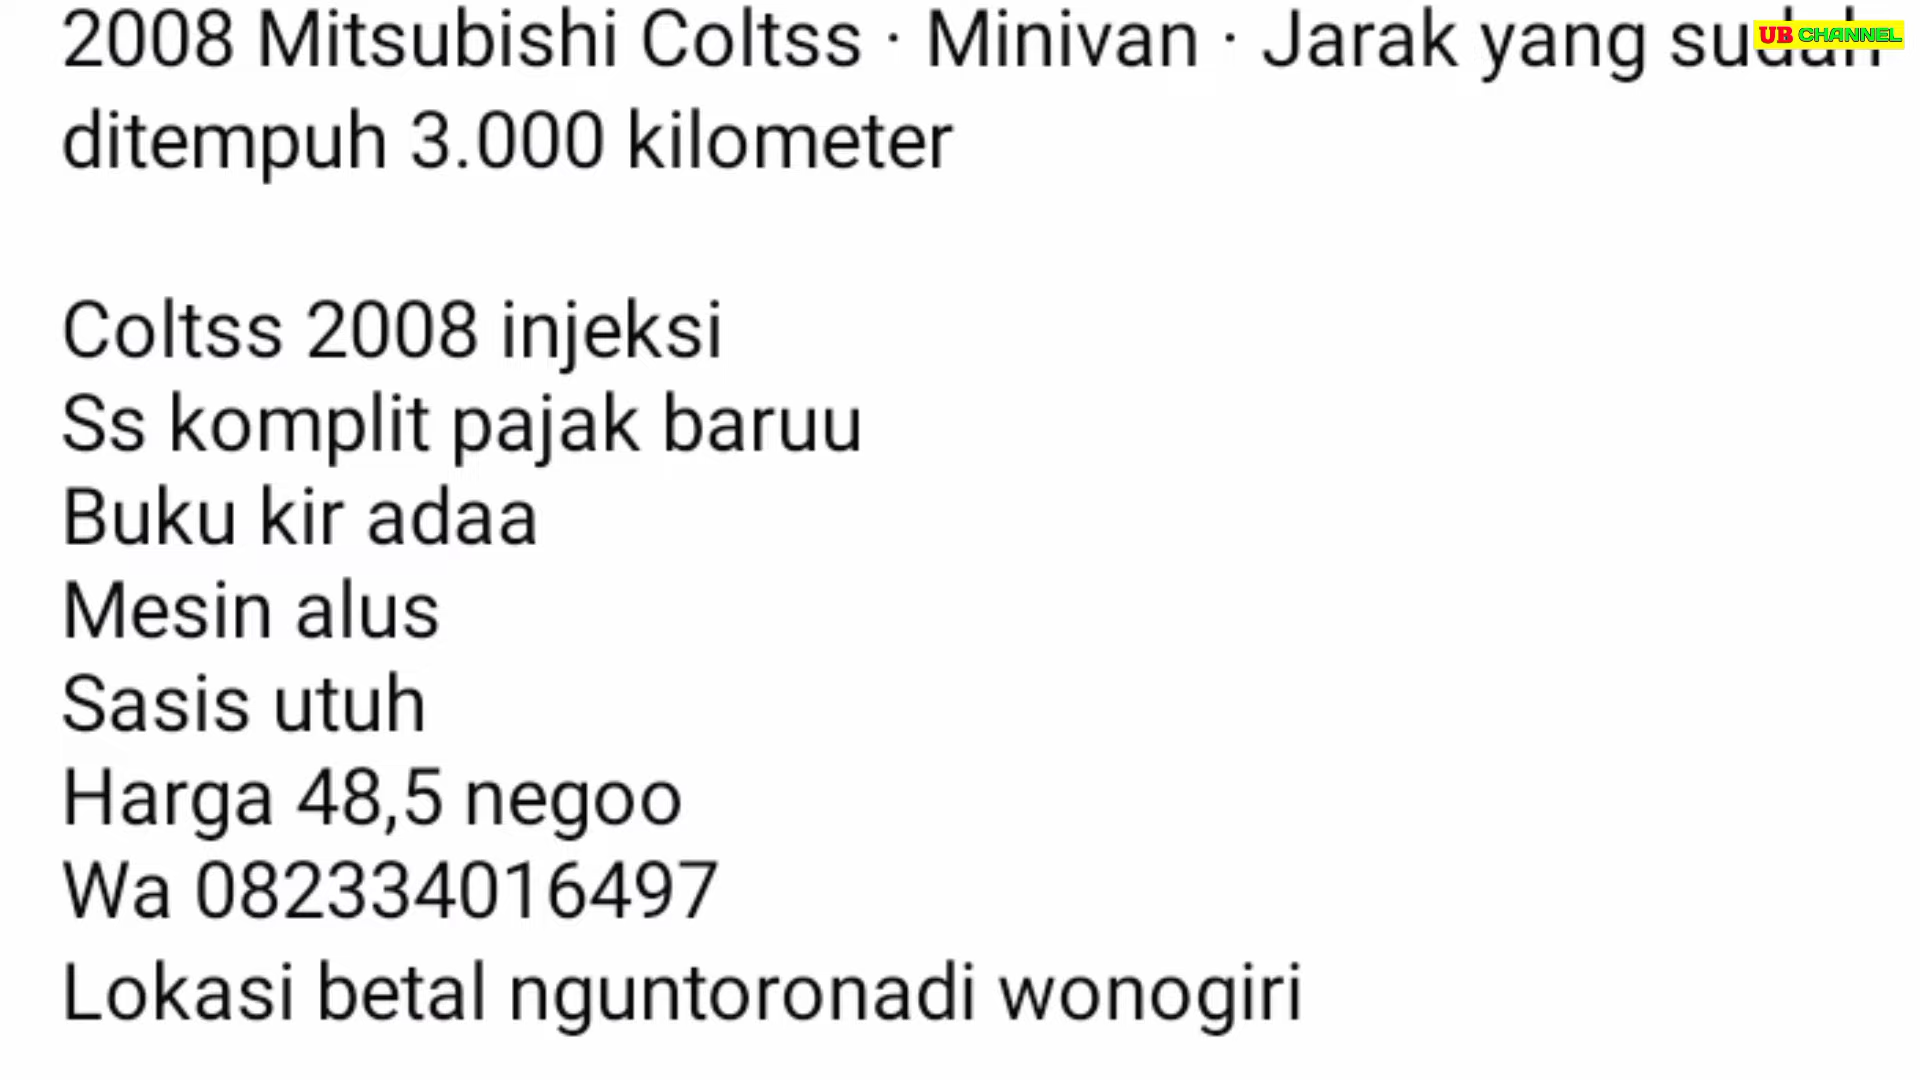 2008 Mitsubishi Coltss · Minivan · Jarak yang sudah
UB CHANNEL
ditempuh 3.000 kilometer
Coltss 2008 injeksi
Ss komplit pajak baruu
Buku kir adaa
Mesin alus
Sasis utuh
Harga 48,5 negoo
Wa 082334016497
Lokasi betal nguntoronadi wonogiri